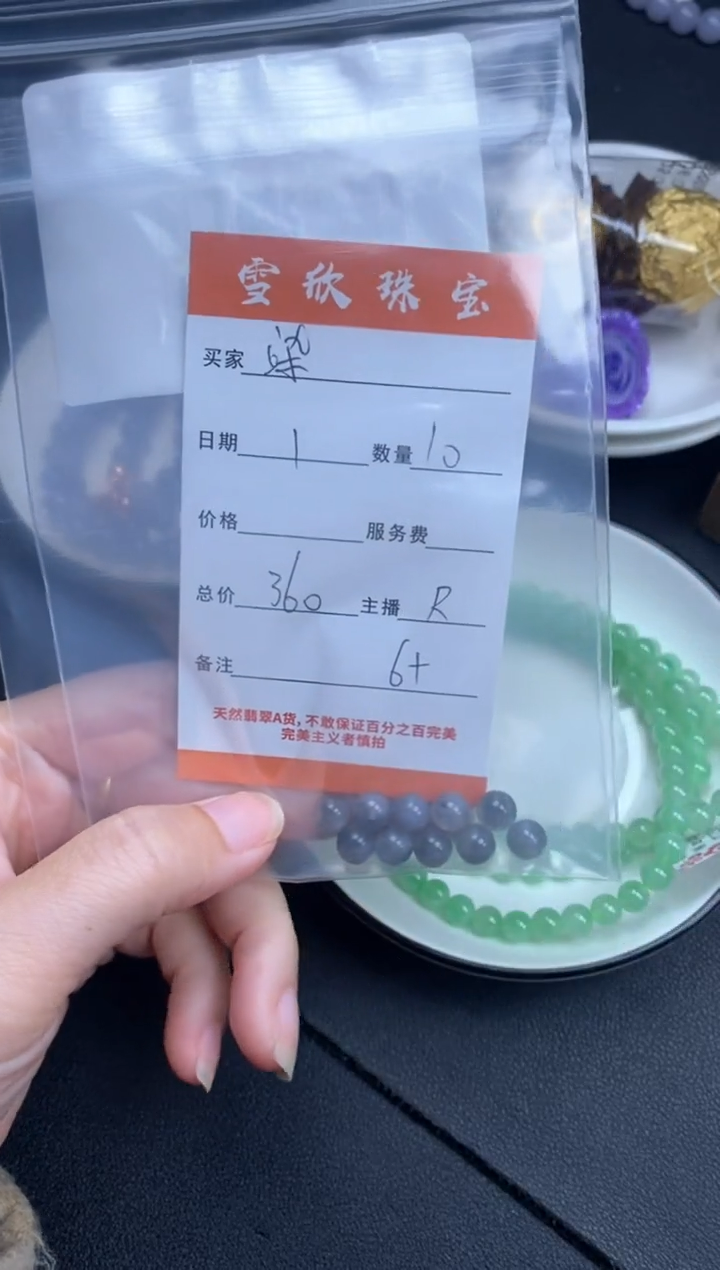 雪欣珠宝
买家 柒
日期 1 数量 10
价格 服务费
总价 360 主播 R
备注 6+
天然翡翠A货,不敢保证百分之百完美
完美主义者慎拍